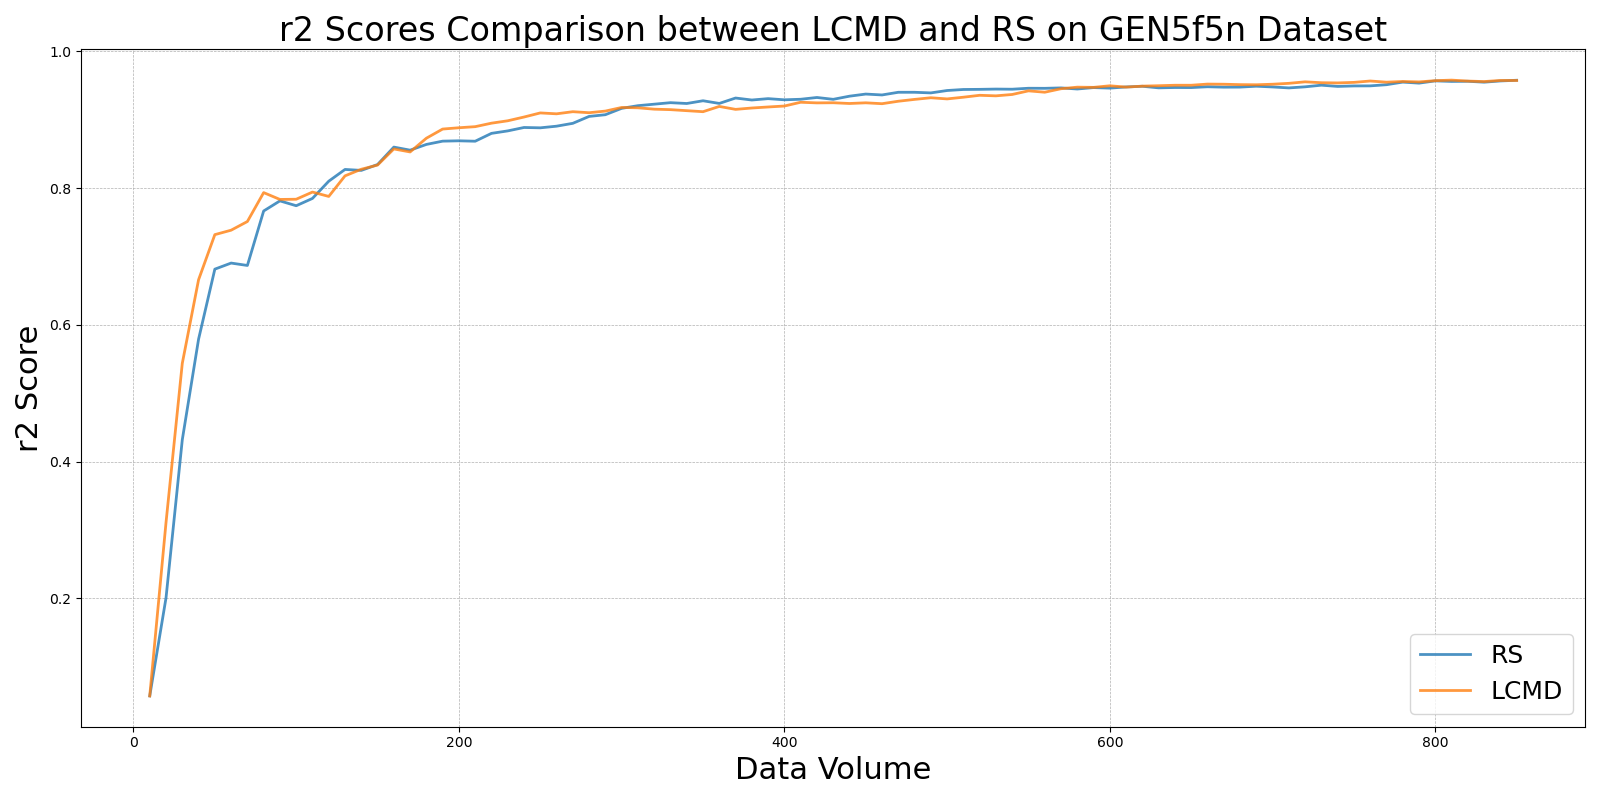 r2 Scores Comparison between LCMD and RS on GEN5f5n Dataset
1.0
0.8
0.6
0.4
0.2
r2 Score
0 200 400 600 800
Data Volume
RS
LCMD